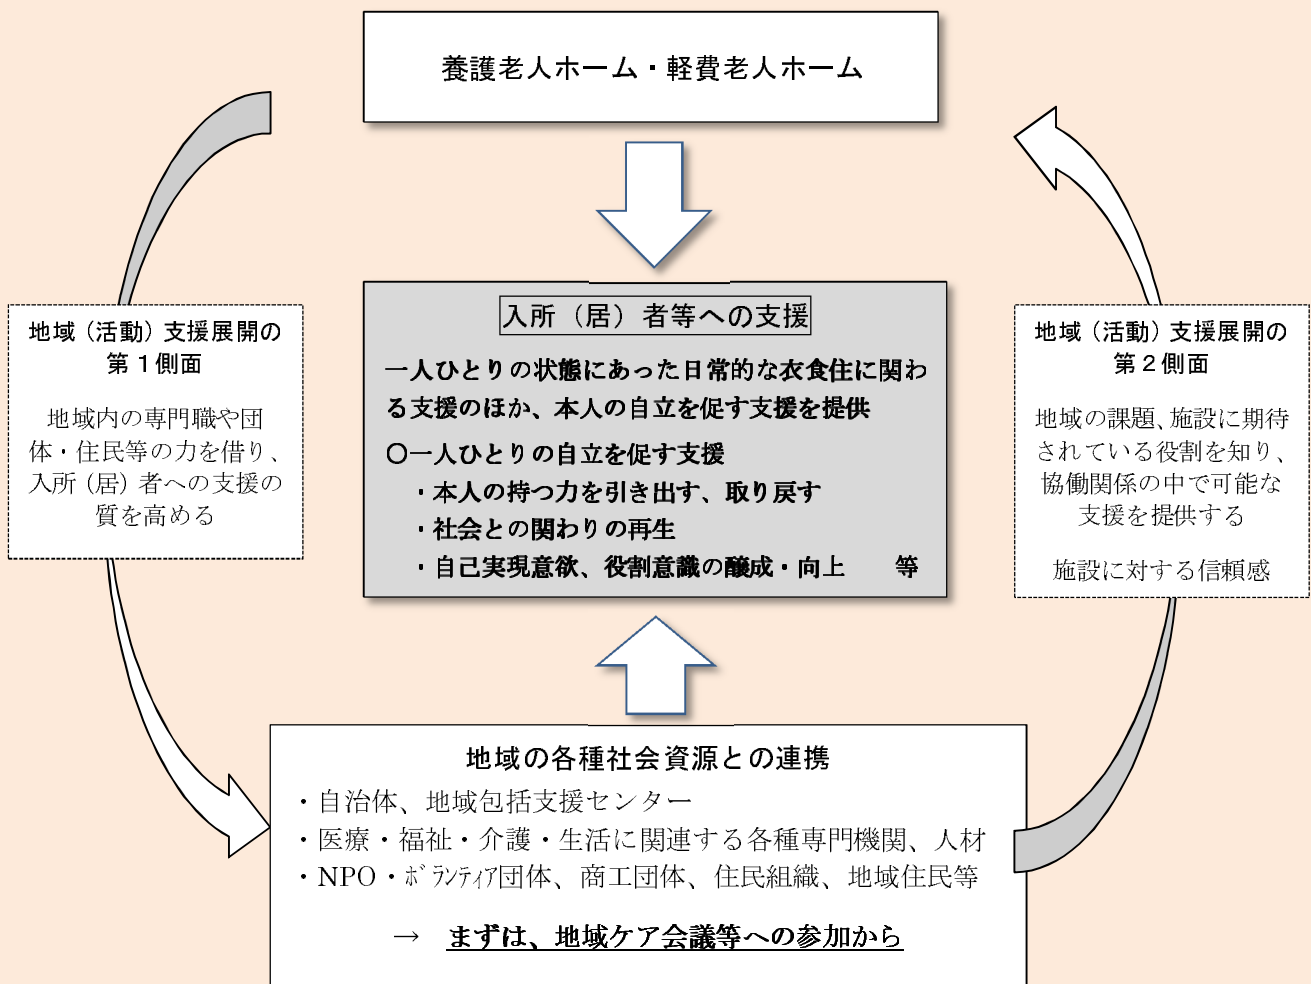 養護老人ホーム・軽費老人ホーム
地域（活動）支援展開の
第１側面
地域内の専門職や団
体・住民等の力を借り、
入所（居）者への支援の
質を高める
入所（居）者等への支援
一人ひとりの状態にあった日常的な衣食住に関わ
る支援のほか、本人の自立を促す支援を提供
〇一人ひとりの自立を促す支援
・本人の持つ力を引き出す、取り戻す
・社会との関わりの再生
・自己実現意欲、役割意識の醸成・向上　　等
地域（活動）支援展開の
第２側面
地域の課題、施設に期待
されている役割を知り、
協働関係の中で可能な
支援を提供する
施設に対する信頼感
地域の各種社会資源との連携
・自治体、地域包括支援センター
・医療・福祉・介護・生活に関連する各種専門機関、人材
・NPO・ﾎﾞﾗﾝﾃｨｱ団体、商工団体、住民組織、地域住民等
→　まずは、地域ケア会議等への参加から